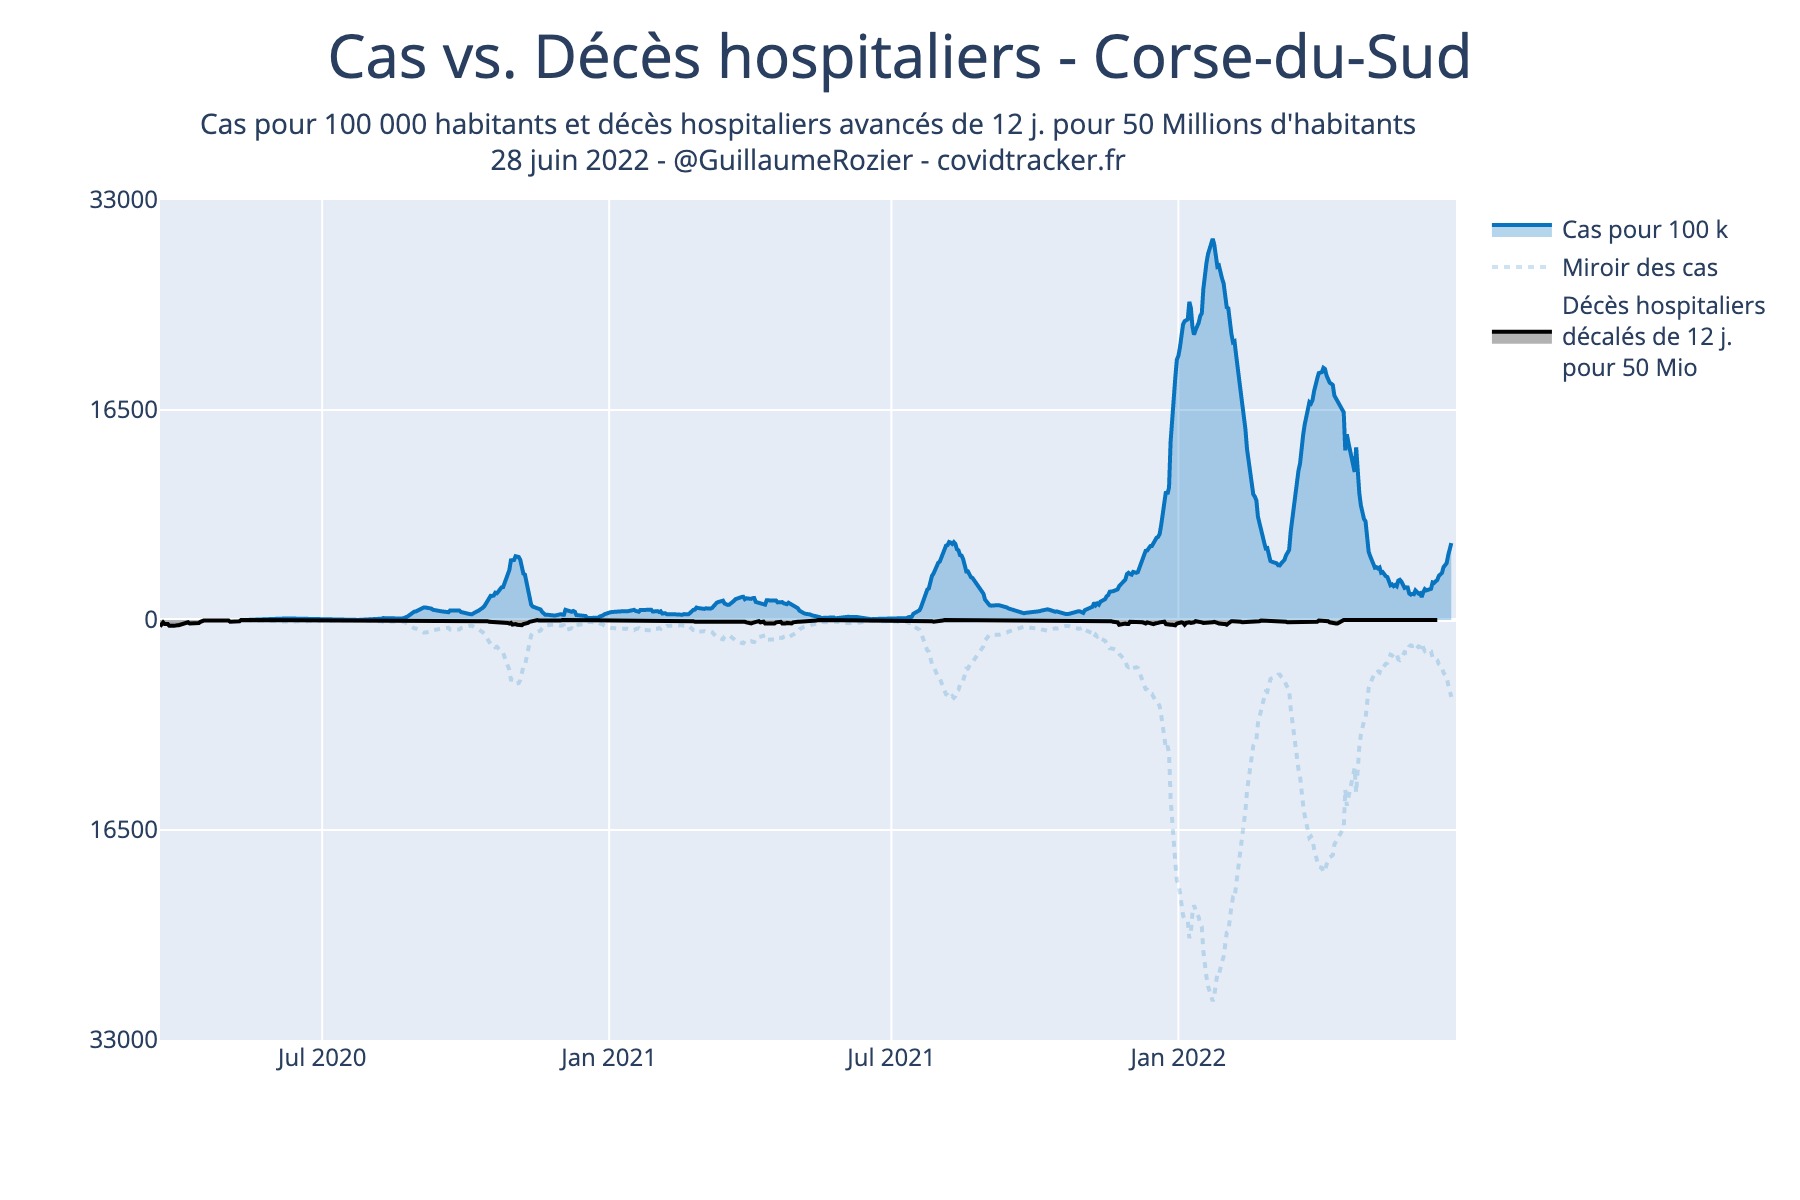 Cas vs. Décès hospitaliers - Corse-du-Sud
Cas pour 100 000 habitants et décès hospitaliers avancés de 12 j. pour 50 Millions d'habitants
28 juin 2022 - @GuillaumeRozier - covidtracker.fr
33000
16500
0
16500
33000
Jul 2020
Jan 2021
Jul 2021
Jan 2022
Cas pour 100 k
Miroir des cas
Décès hospitaliers
décalés de 12 j.
pour 50 Mio